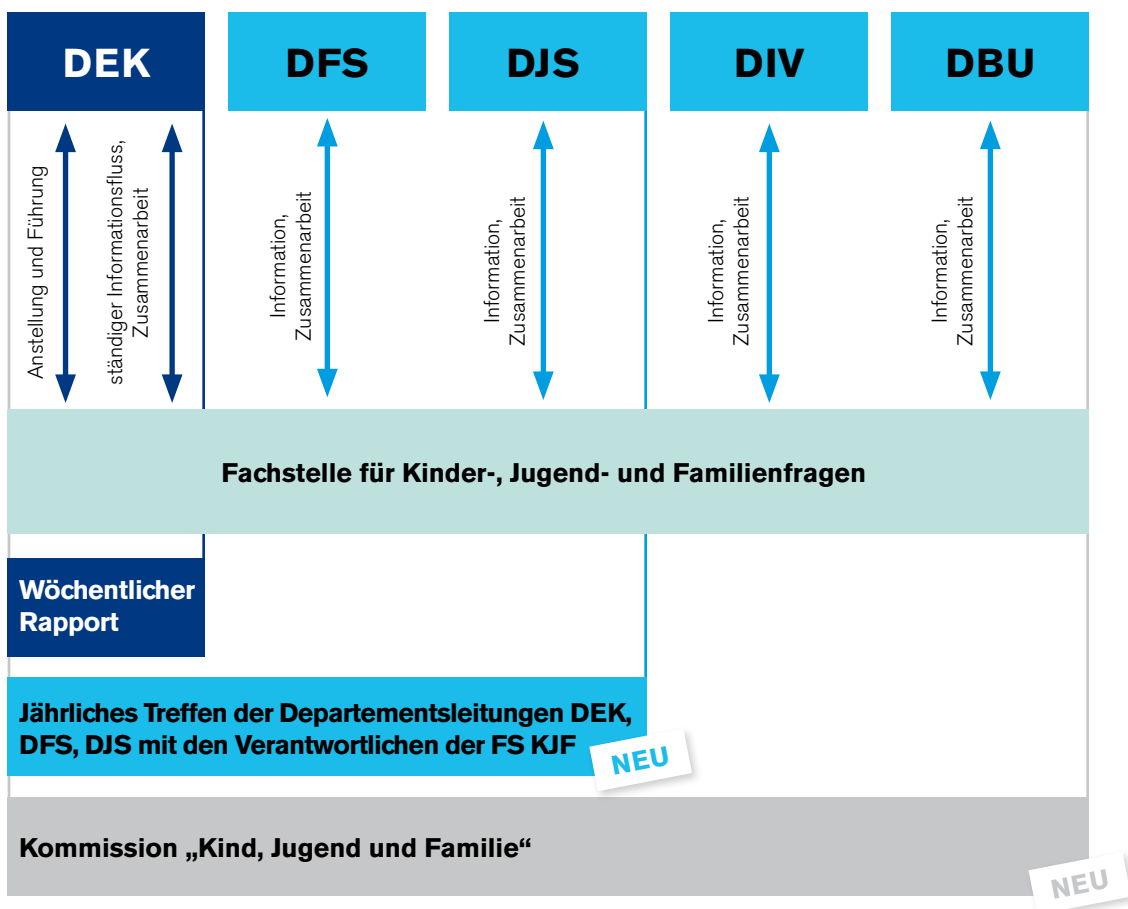 DEK
DFS
DJS
DIV
DBU
Anstellung und Führung
ständiger Informationsfluss,
Zusammenarbeit
Information,
Zusammenarbeit
Information,
Zusammenarbeit
Information,
Zusammenarbeit
Information,
Zusammenarbeit
Fachstelle für Kinder-, Jugend- und Familienfragen
Wöchentlicher
Rapport
Jährliches Treffen der Departementsleitungen DEK,
DFS, DJS mit den Verantwortlichen der FS KJF
NEU
Kommission „Kind, Jugend und Familie“
NEU